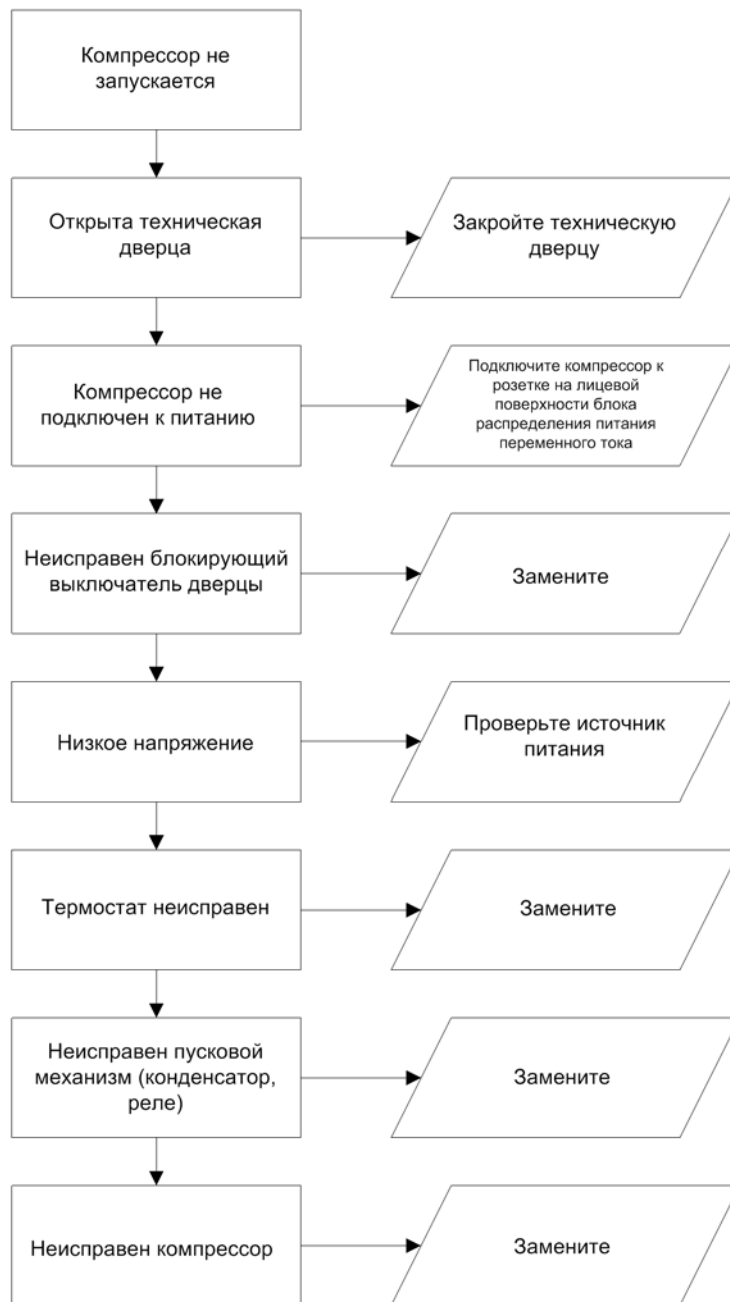 Компрессор не
запускается
Открыта техническая
дверца
Закройте техническую
дверцу
Компрессор не
подключен к питанию
Подключите компрессор к
розетке на лицевой
поверхности блока
распределения питания
переменного тока
Неисправен блокирующий
выключатель дверцы
Замените
Низкое напряжение
Проверьте источник
питания
Термостат неисправен
Замените
Неисправен пусковой
механизм (конденсатор,
реле)
Замените
Неисправен компрессор
Замените